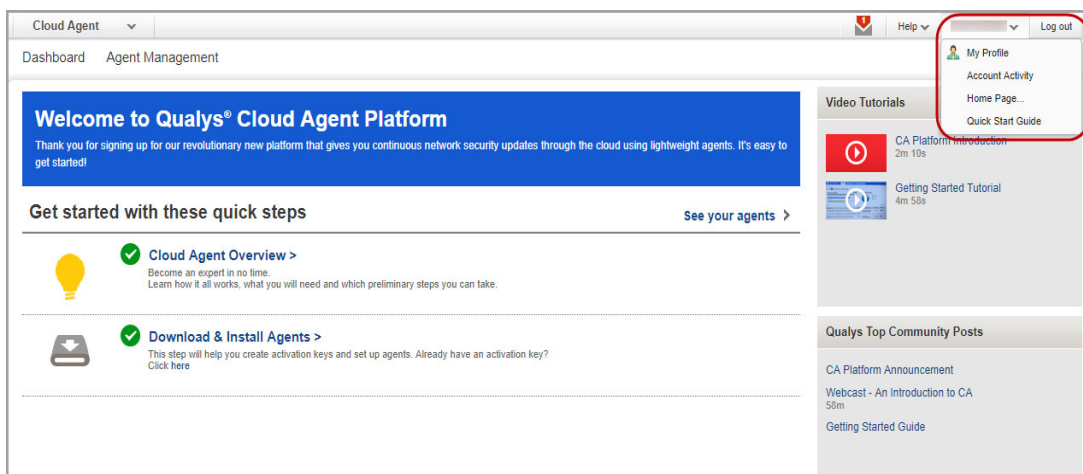 Cloud Agent
1
Help
Log out
Dashboard Agent Management
My Profile
Account Activity
Home Page...
Quick Start Guide
Welcome to Qualys® Cloud Agent Platform
Thank you for signing up for our revolutionary new platform that gives you continuous network security updates through the cloud using lightweight agents. It's easy to
get started!
Get started with these quick steps
See your agents >
Cloud Agent Overview >
Become an expert in no time.
Learn how it all works, what you will need and which preliminary steps you can take.
Download & Install Agents >
This step will help you create activation keys and set up agents. Already have an activation key?
Click here
Video Tutorials
CA Platform Introduction
2m 10s
Getting Started Tutorial
4m 58s
Qualys Top Community Posts
CA Platform Announcement
Webcast - An Introduction to CA
58m
Getting Started Guide